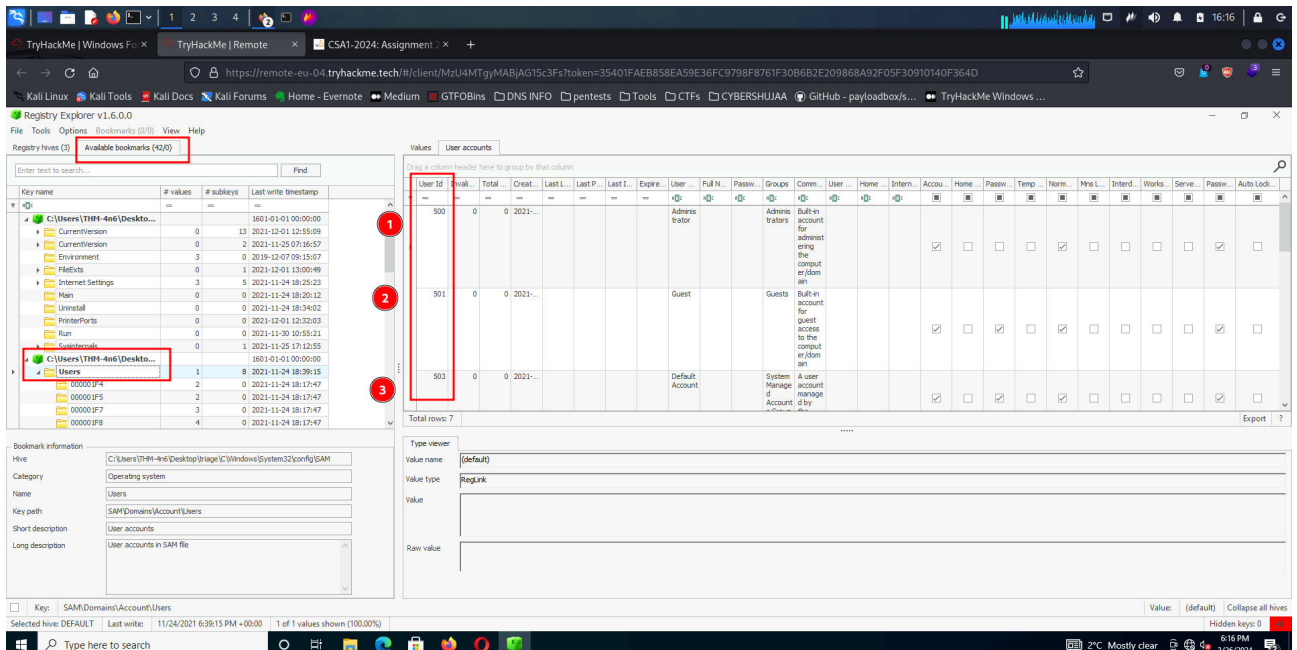 1 2 3 4
16:16
TryHackMe | Windows Fo
TryHackMe | Remote
CSA1-2024: Assignment 2
https://remote-eu-04.tryhackme.tech/#/client/MzU4MTgyMABjAG15c3Fs?token=35401FAEB858EA59E36FC9798F8761F30B6B2E209868A92F05F30910140F364D
Kali Linux Kali Tools Kali Docs Kali Forums Home - Evernote Medium GTFOBins DNS INFO pentests Tools CTFs CYBERSHUJAA GitHub - payloadbox/s... TryHackMe Windows ...
Registry Explorer v1.6.0.0
File Tools Options Bookmarks (0/0) View Help
Registry hives (3) Available bookmarks (42/0)
Enter text to search... Find
Key name # values # subkeys Last write timestamp
C:\Users\THM-4n6\Deskto... 1601-01-01 00:00:00
CurrentVersion 0 13 2021-12-01 12:55:09
CurrentVersion 0 2 2021-11-25 07:16:57
Environment 3 0 2019-12-07 09:15:07
FileExts 0 1 2021-12-01 13:00:49
Internet Settings 3 5 2021-11-24 18:25:23
Main 0 0 2021-11-24 18:20:12
Uninstall 0 0 2021-11-24 18:34:02
PrinterPorts 0 0 2021-12-01 12:32:03
Run 0 0 2021-11-30 10:55:21
Sysinternals 0 1 2021-11-25 17:12:55
C:\Users\THM-4n6\Deskto... 1601-01-01 00:00:00
Users 1 8 2021-11-24 18:39:15
000001F4 2 0 2021-11-24 18:17:47
000001F5 2 0 2021-11-24 18:17:47
000001F7 3 0 2021-11-24 18:17:47
000001F8 4 0 2021-11-24 18:17:47
Bookmark information
Hive C:\Users\THM-4n6\Desktop\triage\C\Windows\System32\config\SAM
Category Operating system
Name Users
Key path SAM\Domains\Account\Users
Short description User accounts
Long description User accounts in SAM file
Values User accounts
Drag a column header here to group by that column
User Id Invali... Total ... Creat... Last L... Last P... Last I... Expire... User ... Full N... Passw... Groups Comm... User ... Home ... Intern... Accou... Home ... Passw... Temp ... Norm... Mns L... Interd... Works... Serve... Passw... Auto Lock...
1
500 0 0 2021-... Adminis Adminis Built-in
trator trators account
for
administ
ering
the
comput
er/dom
ain
2
501 0 0 2021-... Guest Guests Built-in
account
for
guest
access
to the
comput
er/dom
ain
3
503 0 0 2021-... Default System A user
Account Manage account
d manage
Account d by
Total rows: 7 Export ?
Type viewer
Value name (default)
Value type RegLink
Value
Raw value
Key: SAM\Domains\Account\Users Value: (default) Collapse all hives
Selected hive: DEFAULT Last write: 11/24/2021 6:39:15 PM +00:00 1 of 1 values shown (100.00%) Hidden keys: 0
Type here to search 2°C Mostly clear 6:16 PM